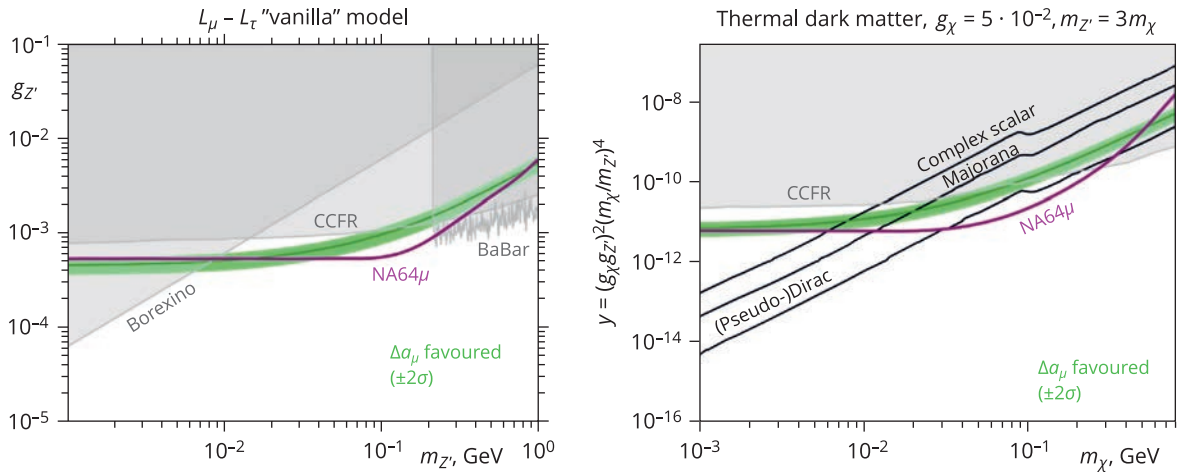 L_μ – L_τ ”vanilla” model
10⁻¹
g_Z′
10⁻²
10⁻³
10⁻⁴
10⁻⁵
CCFR
BaBar
NA64μ
Borexino
Δa_μ favoured
(±2σ)
10⁻²
10⁻¹
10⁰
m_Z′, GeV
Thermal dark matter, g_χ = 5 · 10⁻², m_Z′ = 3m_χ
y = (g_χ g_Z′)²(m_χ/m_Z′)⁴
10⁻⁸
10⁻¹⁰
10⁻¹²
10⁻¹⁴
10⁻¹⁶
Complex scalar
Majorana
CCFR
NA64μ
(Pseudo-)Dirac
Δa_μ favoured
(±2σ)
10⁻³
10⁻²
10⁻¹
m_χ, GeV